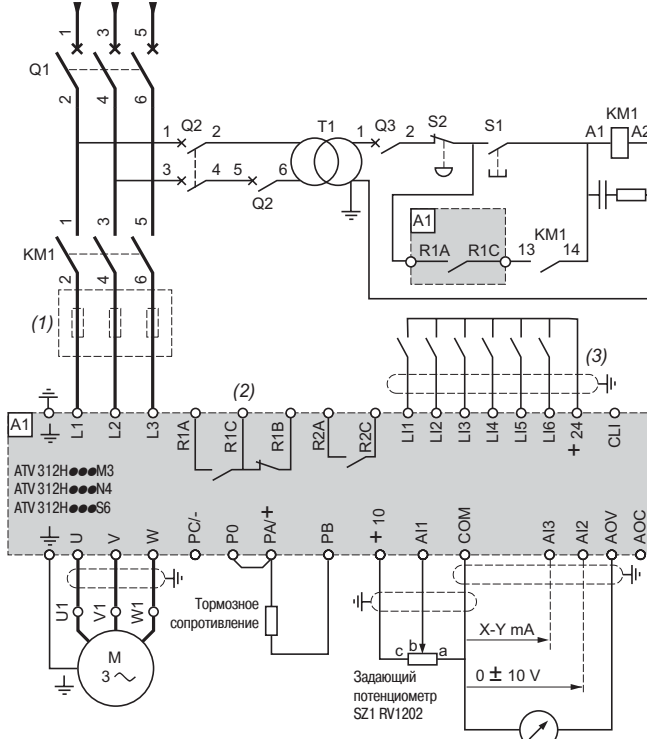 1 3 5
Q1
2 4 6
1 Q2 2 T1 1 Q3 2 S2 S1 KM1
A1 A2
3 4 5 6
Q2
1 3 5
A1
KM1
R1A R1C 13 KM1 14
2 4 6
(1)
(2) (3)
A1 L1 L2 L3 R1A R1C R1B R2A R2C LI1 LI2 LI3 LI4 LI5 LI6 + 24 CLI
ATV 312H●●●M3
ATV 312H●●●N4
ATV 312H●●●S6
U V W PC/- P0 PA/+ PB + 10 AI1 COM AI3 AI2 AOV AOC
U1 V1 W1
Тормозное
сопротивление
X-Y mA
c b a
M
3 ~
0 ± 10 V
Задающий
потенциометр
SZ1 RV1202